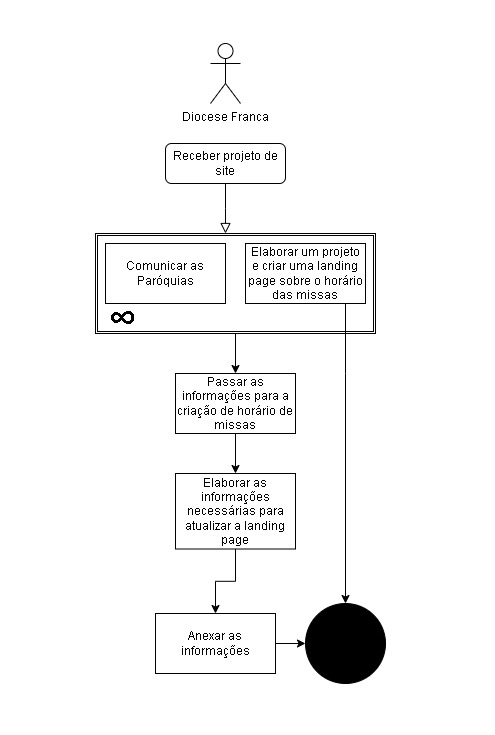 Diocese Franca
Receber projeto de
site
Comunicar as
Paróquias
Elaborar um projeto
e criar uma landing
page sobre o horário
das missas
Passar as
informações para a
criação de horário de
missas
Elaborar as
informações
necessárias para
atualizar a landing
page
Anexar as
informações